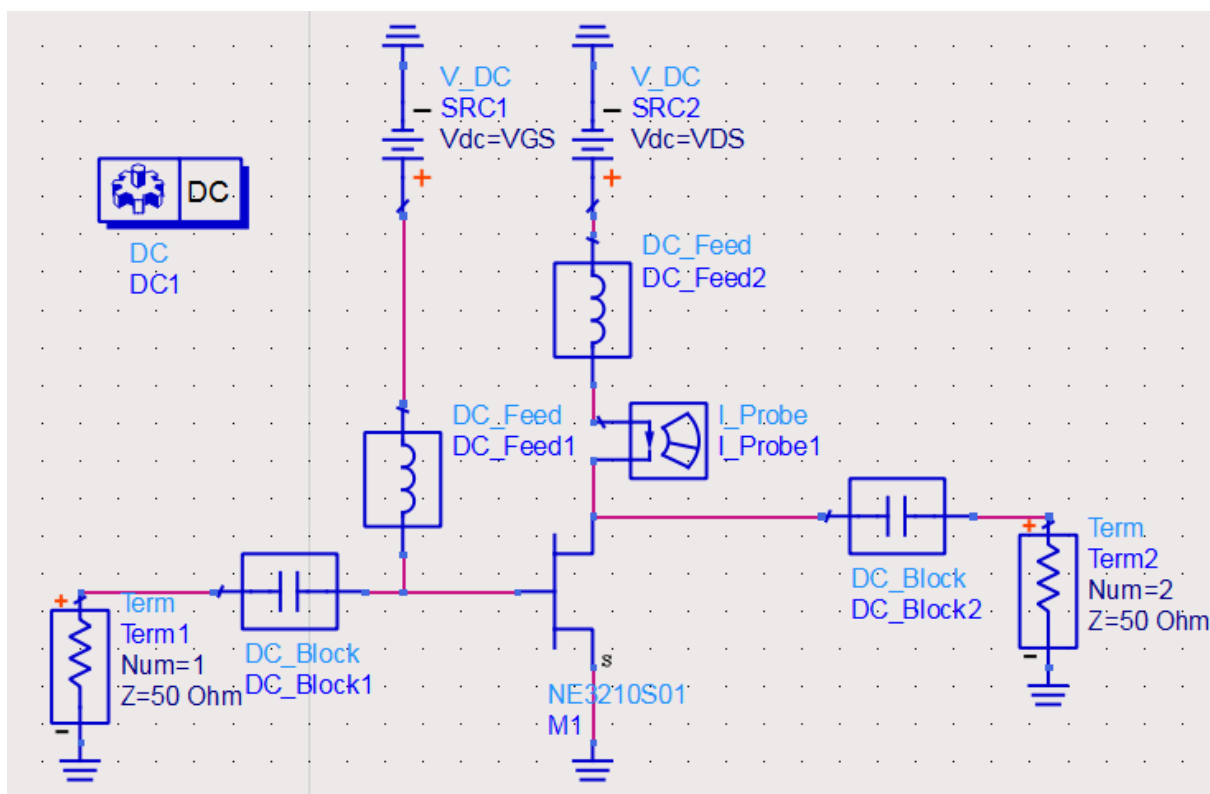 V_DC
SRC1
Vdc=VGS
-
+
V_DC
SRC2
Vdc=VDS
-
+
DC
DC
DC1
DC_Feed
DC_Feed2
DC_Feed
DC_Feed1
I_Probe
I_Probe1
+
Term
Term1
Num=1
Z=50 Ohm
-
DC_Block
DC_Block1
s
NE3210S01
M1
DC_Block
DC_Block2
+
Term
Term2
Num=2
Z=50 Ohm
-